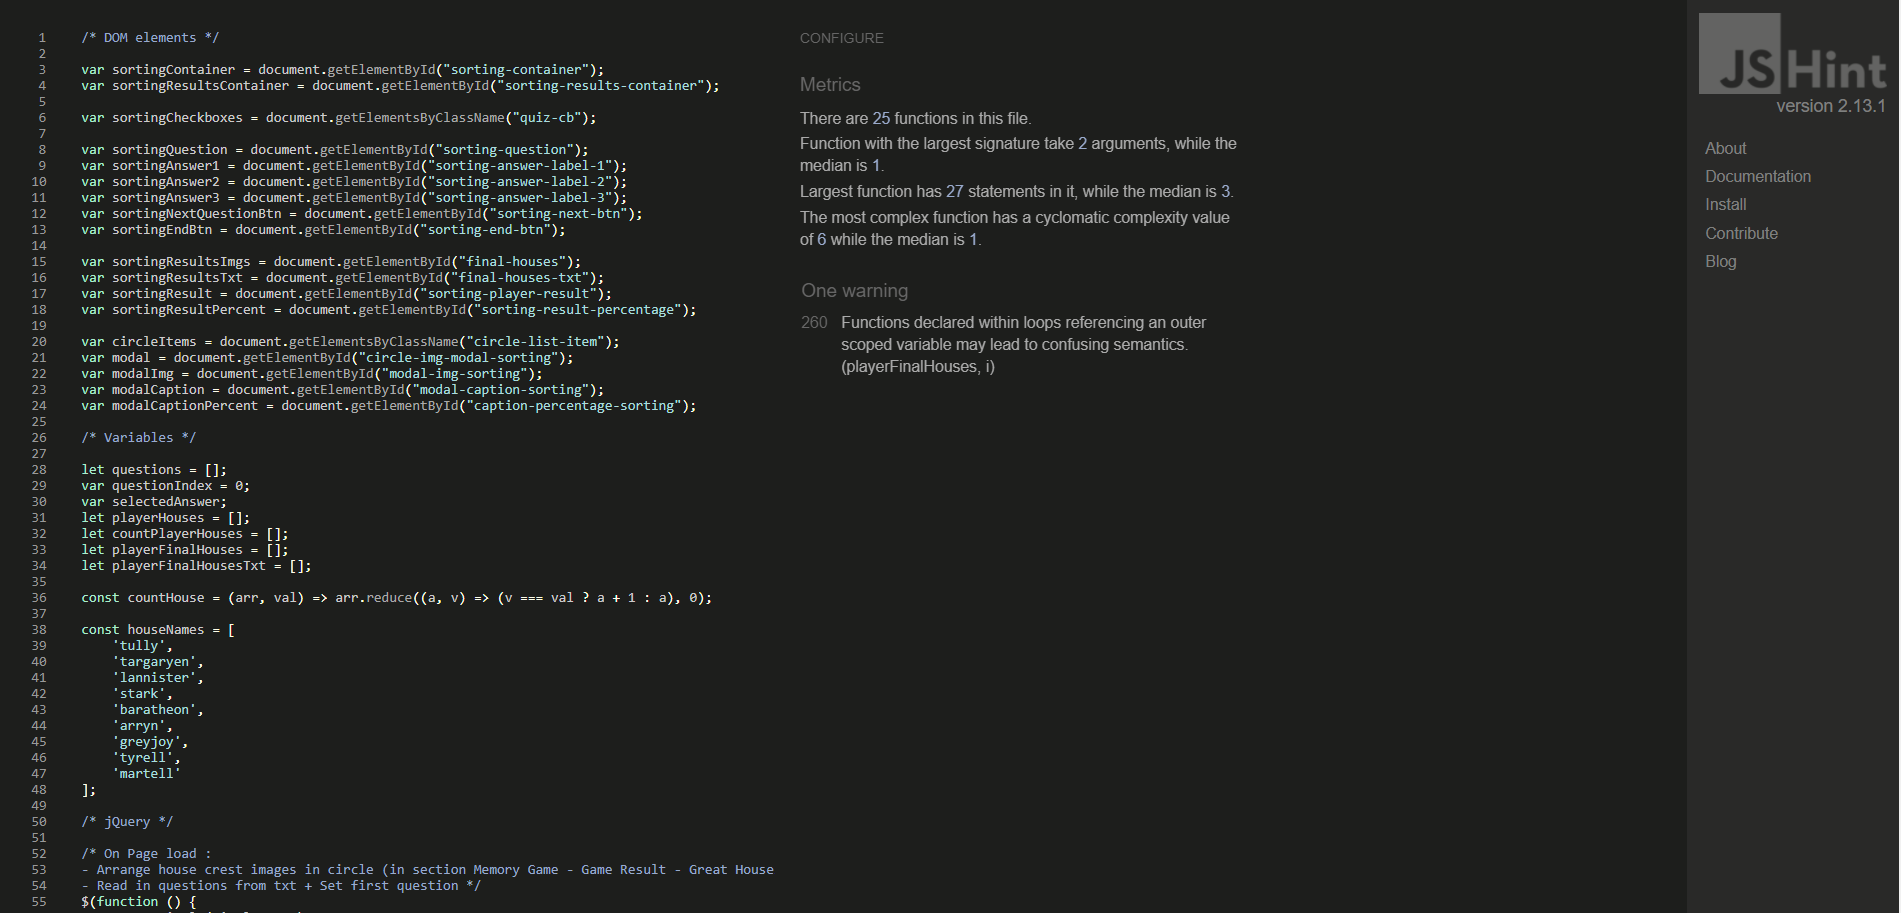 1 /* DOM elements */
2
3 var sortingContainer = document.getElementById("sorting-container");
4 var sortingResultsContainer = document.getElementById("sorting-results-container");
5
6 var sortingCheckboxes = document.getElementsByClassName("quiz-cb");
7
8 var sortingQuestion = document.getElementById("sorting-question");
9 var sortingAnswer1 = document.getElementById("sorting-answer-label-1");
10 var sortingAnswer2 = document.getElementById("sorting-answer-label-2");
11 var sortingAnswer3 = document.getElementById("sorting-answer-label-3");
12 var sortingNextQuestionBtn = document.getElementById("sorting-next-btn");
13 var sortingEndBtn = document.getElementById("sorting-end-btn");
14
15 var sortingResultsImgs = document.getElementById("final-houses");
16 var sortingResultsTxt = document.getElementById("final-houses-txt");
17 var sortingResult = document.getElementById("sorting-player-result");
18 var sortingResultPercent = document.getElementById("sorting-result-percentage");
19
20 var circleItems = document.getElementsByClassName("circle-list-item");
21 var modal = document.getElementById("circle-img-modal-sorting");
22 var modalImg = document.getElementById("modal-img-sorting");
23 var modalCaption = document.getElementById("modal-caption-sorting");
24 var modalCaptionPercent = document.getElementById("caption-percentage-sorting");
25
26 /* Variables */
27
28 let questions = [];
29 var questionIndex = 0;
30 var selectedAnswer;
31 let playerHouses = [];
32 let countPlayerHouses = [];
33 let playerFinalHouses = [];
34 let playerFinalHousesTxt = [];
35
36 const countHouse = (arr, val) => arr.reduce((a, v) => (v === val ? a + 1 : a), 0);
37
38 const houseNames = [
39 'tully',
40 'targaryen',
41 'lannister',
42 'stark',
43 'baratheon',
44 'arryn',
45 'greyjoy',
46 'tyrell',
47 'martell'
48 ];
49
50 /* jQuery */
51
52 /* On Page load :
53 - Arrange house crest images in circle (in section Memory Game - Game Result - Great House
54 - Read in questions from txt + Set first question */
55 $(function () {
CONFIGURE
Metrics
There are 25 functions in this file.
Function with the largest signature take 2 arguments, while the
median is 1.
Largest function has 27 statements in it, while the median is 3.
The most complex function has a cyclomatic complexity value
of 6 while the median is 1.
One warning
260 Functions declared within loops referencing an outer
scoped variable may lead to confusing semantics.
(playerFinalHouses, i)
JSHint
version 2.13.1
About
Documentation
Install
Contribute
Blog